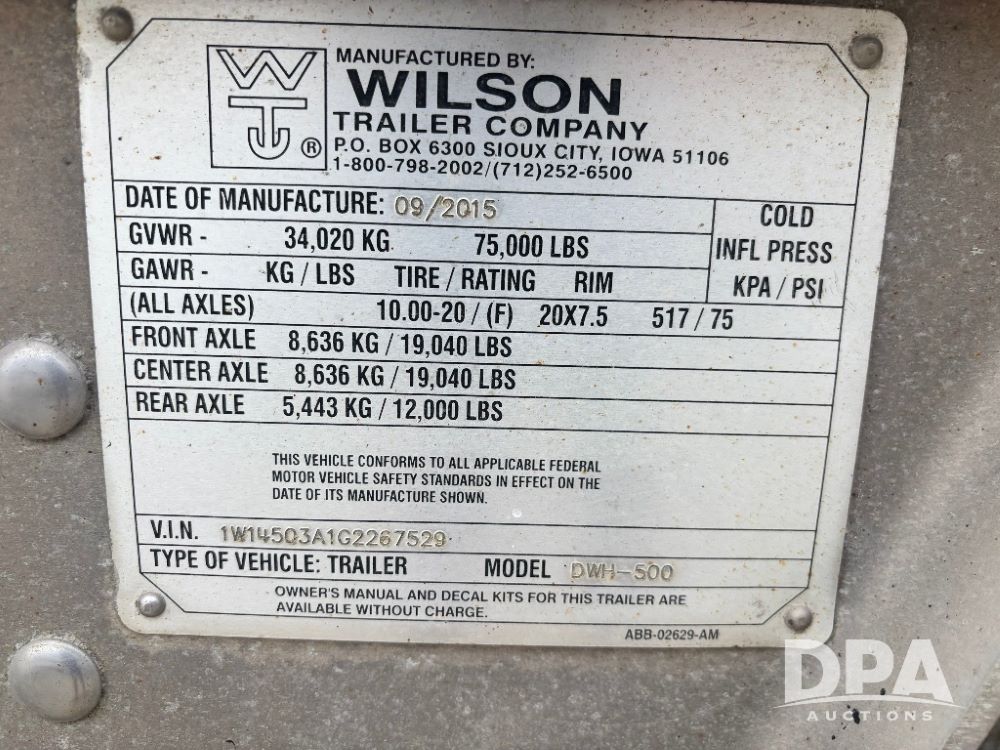 WTC ®
MANUFACTURED BY:
WILSON
TRAILER COMPANY
P.O. BOX 6300 SIOUX CITY, IOWA 51106
1-800-798-2002/(712)252-6500
DATE OF MANUFACTURE: 09/2015
GVWR - 34,020 KG 75,000 LBS
GAWR - KG / LBS TIRE / RATING RIM
COLD
INFL PRESS
KPA / PSI
(ALL AXLES) 10.00-20 / (F) 20X7.5 517 / 75
FRONT AXLE 8,636 KG / 19,040 LBS
CENTER AXLE 8,636 KG / 19,040 LBS
REAR AXLE 5,443 KG / 12,000 LBS
THIS VEHICLE CONFORMS TO ALL APPLICABLE FEDERAL
MOTOR VEHICLE SAFETY STANDARDS IN EFFECT ON THE
DATE OF ITS MANUFACTURE SHOWN.
V.I.N. 1W14503A1G2267529
TYPE OF VEHICLE: TRAILER MODEL DWH-500
OWNER'S MANUAL AND DECAL KITS FOR THIS TRAILER ARE
AVAILABLE WITHOUT CHARGE.
ABB-02629-AM
DPA
AUCTIONS